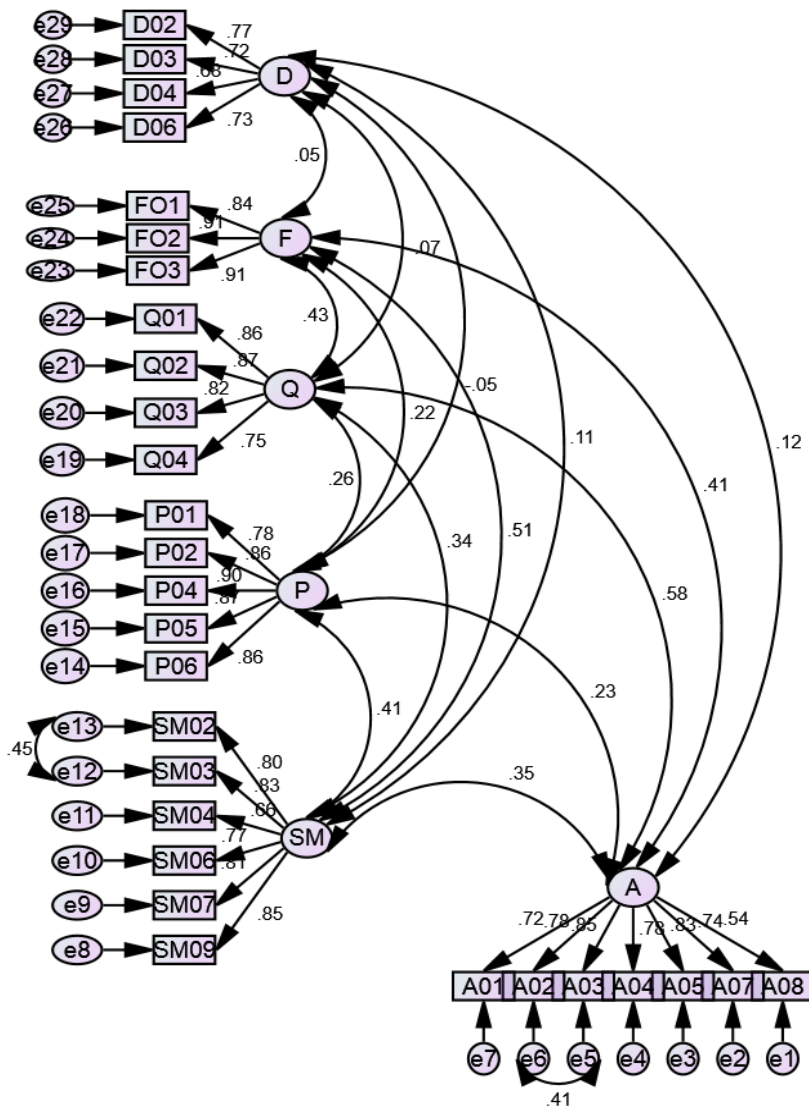 e29 D02 .77
e28 D03 .72
e27 D04 .68
e26 D06 .73
D
.05
e25 FO1 .84
e24 FO2 .91
e23 FO3 .91
F
.07
.43
e22 Q01 .86
e21 Q02 .87
e20 Q03 .82
e19 Q04 .75
Q
-.05
.22
.11
.12
.41
.26
.34
.51
.58
e18 P01 .78
e17 P02 .86
e16 P04 .90
e15 P05 .87
e14 P06 .86
P
.23
.41
.45
e13 SM02 .80
e12 SM03 .83
e11 SM04 .66
e10 SM06 .77
e9 SM07 .81
e8 SM09 .85
SM
.35
A
.72 .78 .85 .78 .83 .74 .54
A01 A02 A03 A04 A05 A07 A08
e7 e6 e5 e4 e3 e2 e1
.41